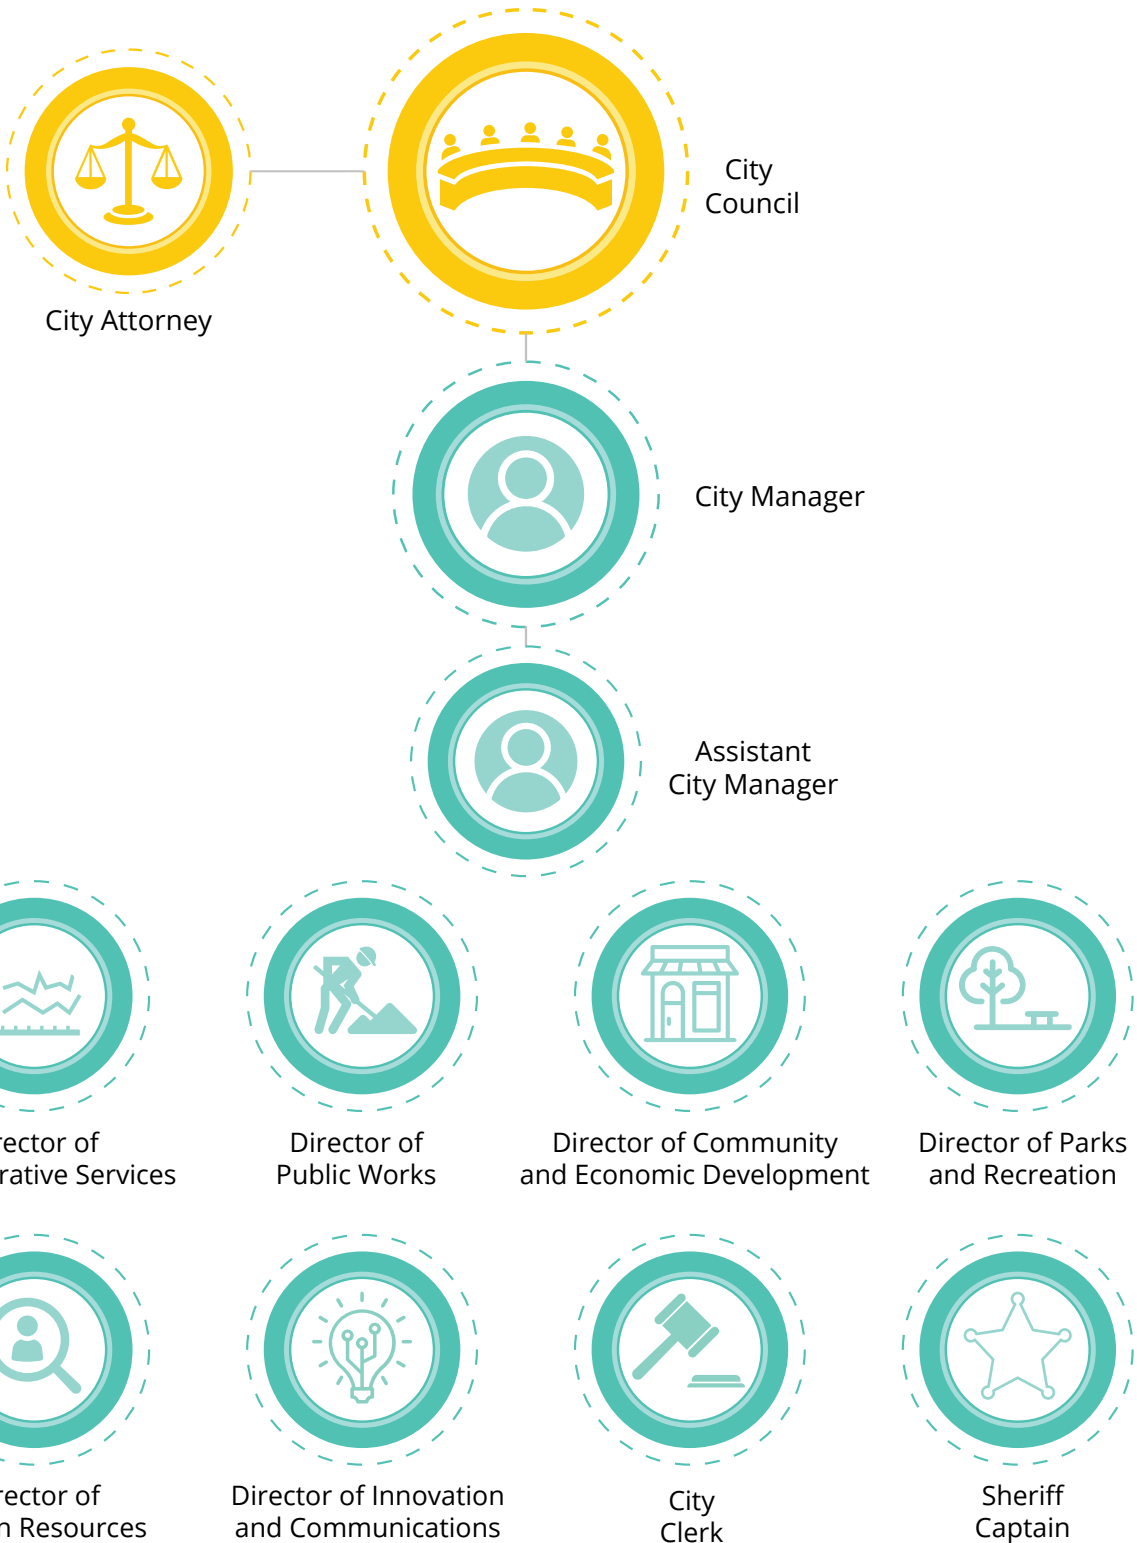 City
Council
City Attorney
City Manager
Assistant
City Manager
rector of
rative Services
Director of
Public Works
Director of Community
and Economic Development
Director of Parks
and Recreation
rector of
n Resources
Director of Innovation
and Communications
City
Clerk
Sheriff
Captain